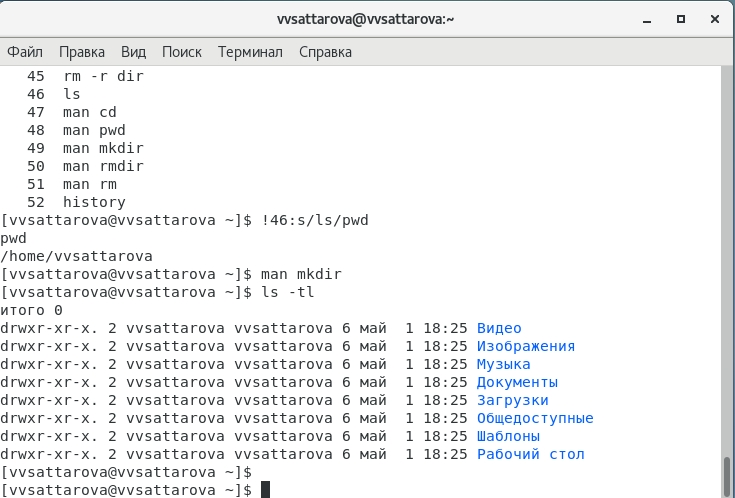 vvsattarova@vvsattarova:~
Файл Правка Вид Поиск Терминал Справка
45 rm -r dir
46 ls
47 man cd
48 man pwd
49 man mkdir
50 man rmdir
51 man rm
52 history
[vvsattarova@vvsattarova ~]$ !46:s/ls/pwd
pwd
/home/vvsattarova
[vvsattarova@vvsattarova ~]$ man mkdir
[vvsattarova@vvsattarova ~]$ ls -tl
итого 0
drwxr-xr-x. 2 vvsattarova vvsattarova 6 май  1 18:25 Видео
drwxr-xr-x. 2 vvsattarova vvsattarova 6 май  1 18:25 Изображения
drwxr-xr-x. 2 vvsattarova vvsattarova 6 май  1 18:25 Музыка
drwxr-xr-x. 2 vvsattarova vvsattarova 6 май  1 18:25 Документы
drwxr-xr-x. 2 vvsattarova vvsattarova 6 май  1 18:25 Загрузки
drwxr-xr-x. 2 vvsattarova vvsattarova 6 май  1 18:25 Общедоступные
drwxr-xr-x. 2 vvsattarova vvsattarova 6 май  1 18:25 Шаблоны
drwxr-xr-x. 2 vvsattarova vvsattarova 6 май  1 18:25 Рабочий стол
[vvsattarova@vvsattarova ~]$
[vvsattarova@vvsattarova ~]$